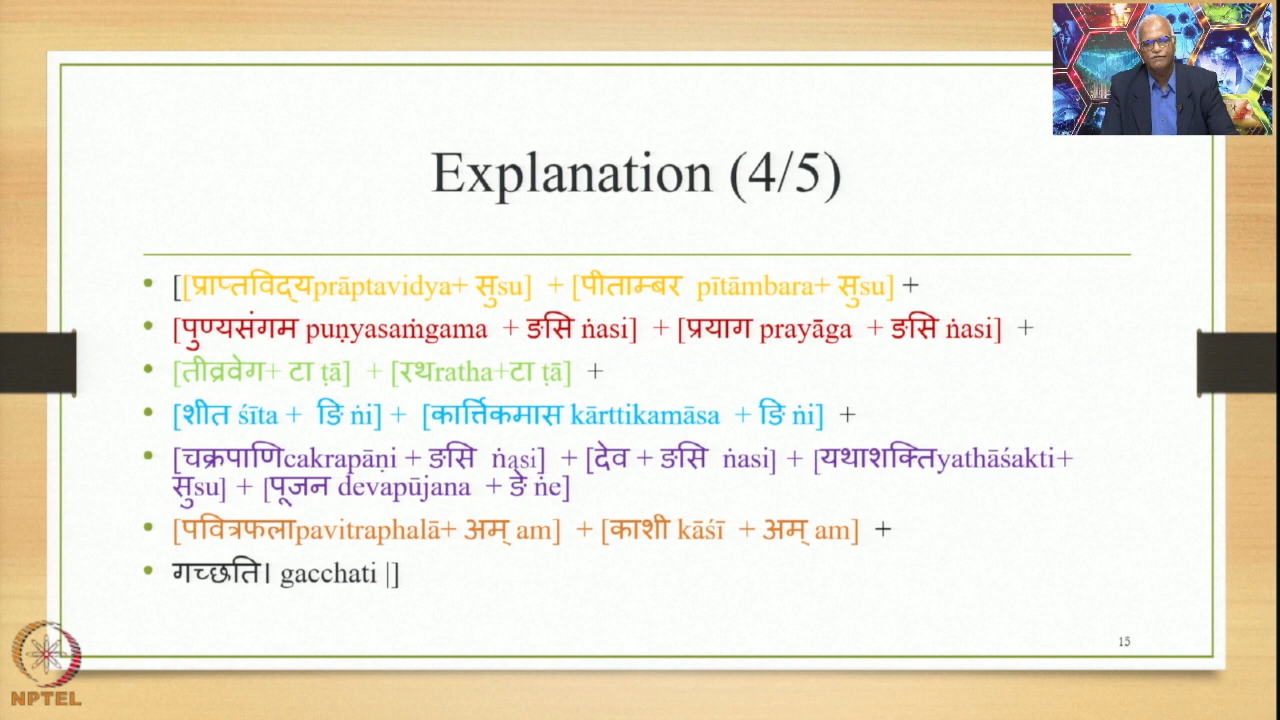 Explanation (4/5)
• [[प्राप्तविद्यprāptavidya+ सुsu] + [पीताम्बर pītāmbara+ सुsu] +
• [पुण्यसंगम puṇyasaṁgama + ङसि ṅasi] + [प्रयाग prayāga + ङसि ṅasi] +
• [तीव्रवेग+ टा ṭā] + [रथratha+टा ṭā] +
• [शीत śīta + ङि ṅi] + [कार्त्तिकमास kārttikamāsa + ङि ṅi] +
• [चक्रपाणिcakrapāṇi + ङसि ṅasi] + [देव + ङसि ṅasi] + [यथाशक्तिyathāśakti+
सुsu] + [पूजन devapūjana + ङे ṅe]
• [पवित्रफलाpavitraphalā+ अम् am] + [काशी kāśī + अम् am] +
• गच्छति। gacchati |]
15
NPTEL